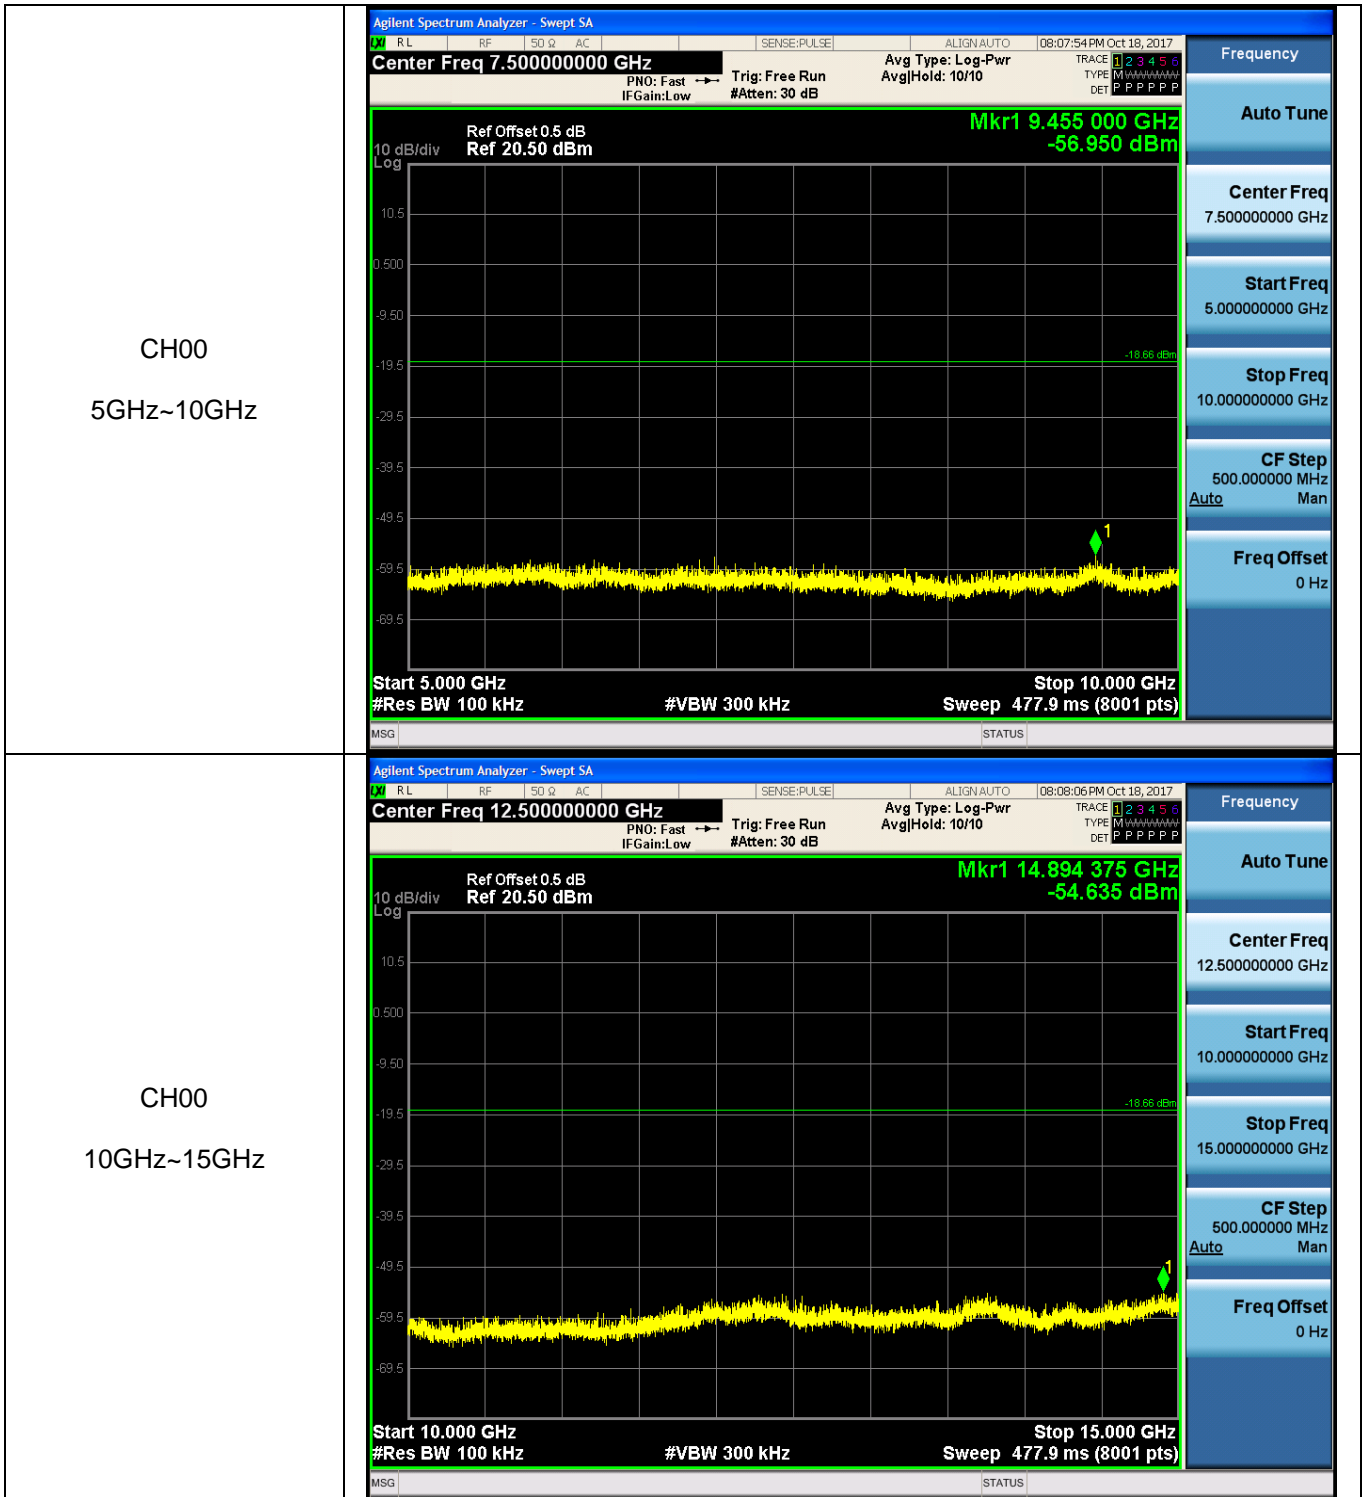 CH00
5GHz~10GHz
Agilent Spectrum Analyzer - Swept SA
LXI RL RF 50 Ω AC SENSE:PULSE ALIGN AUTO 08:07:54 PM Oct 18, 2017
Center Freq 7.500000000 GHz
PNO: Fast
IFGain:Low
Trig: Free Run
#Atten: 30 dB
Avg Type: Log-Pwr
Avg|Hold: 10/10
TRACE 1 2 3 4 5 6
TYPE M WWWWW
DET P P P P P P
Mkr1 9.455 000 GHz
-56.950 dBm
Ref Offset 0.5 dB
10 dB/div Ref 20.50 dBm
Log
10.5
0.500
-9.50
-18.66 dBm
-19.5
-29.5
-39.5
-49.5
1
-59.5
-69.5
Start 5.000 GHz Stop 10.000 GHz
#Res BW 100 kHz #VBW 300 kHz Sweep 477.9 ms (8001 pts)
MSG STATUS
Frequency
Auto Tune
Center Freq
7.500000000 GHz
Start Freq
5.000000000 GHz
Stop Freq
10.000000000 GHz
CF Step
500.000000 MHz
Auto Man
Freq Offset
0 Hz
CH00
10GHz~15GHz
Agilent Spectrum Analyzer - Swept SA
LXI RL RF 50 Ω AC SENSE:PULSE ALIGN AUTO 08:08:06 PM Oct 18, 2017
Center Freq 12.500000000 GHz
PNO: Fast
IFGain:Low
Trig: Free Run
#Atten: 30 dB
Avg Type: Log-Pwr
Avg|Hold: 10/10
TRACE 1 2 3 4 5 6
TYPE M WWWWW
DET P P P P P P
Mkr1 14.894 375 GHz
-54.635 dBm
Ref Offset 0.5 dB
10 dB/div Ref 20.50 dBm
Log
10.5
0.500
-9.50
-18.66 dBm
-19.5
-29.5
-39.5
-49.5
1
-59.5
-69.5
Start 10.000 GHz Stop 15.000 GHz
#Res BW 100 kHz #VBW 300 kHz Sweep 477.9 ms (8001 pts)
MSG STATUS
Frequency
Auto Tune
Center Freq
12.500000000 GHz
Start Freq
10.000000000 GHz
Stop Freq
15.000000000 GHz
CF Step
500.000000 MHz
Auto Man
Freq Offset
0 Hz